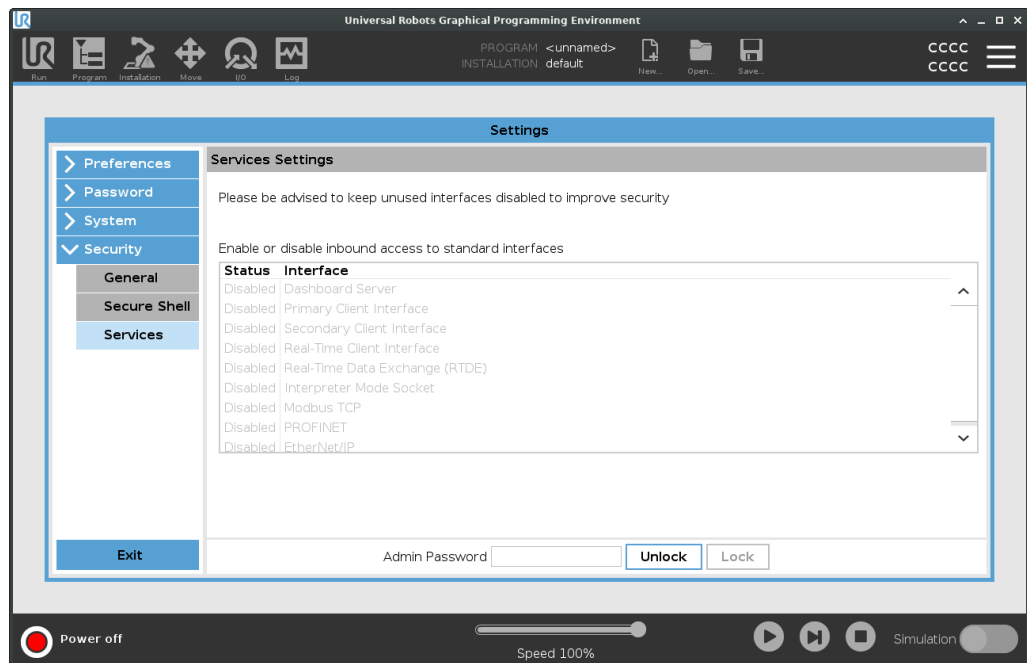 UR
Universal Robots Graphical Programming Environment
UR
Run
Program
Installation
Move
I/O
Log
PROGRAM <unnamed>
INSTALLATION default
New...
Open...
Save...
CCCC
CCCC
Settings
Preferences
Password
System
Security
General
Secure Shell
Services
Exit
Services Settings
Please be advised to keep unused interfaces disabled to improve security
Enable or disable inbound access to standard interfaces
Status Interface
Disabled Dashboard Server
Disabled Primary Client Interface
Disabled Secondary Client Interface
Disabled Real-Time Client Interface
Disabled Real-Time Data Exchange (RTDE)
Disabled Interpreter Mode Socket
Disabled Modbus TCP
Disabled PROFINET
Disabled EtherNet/IP
Admin Password
Unlock
Lock
Power off
Speed 100%
Simulation